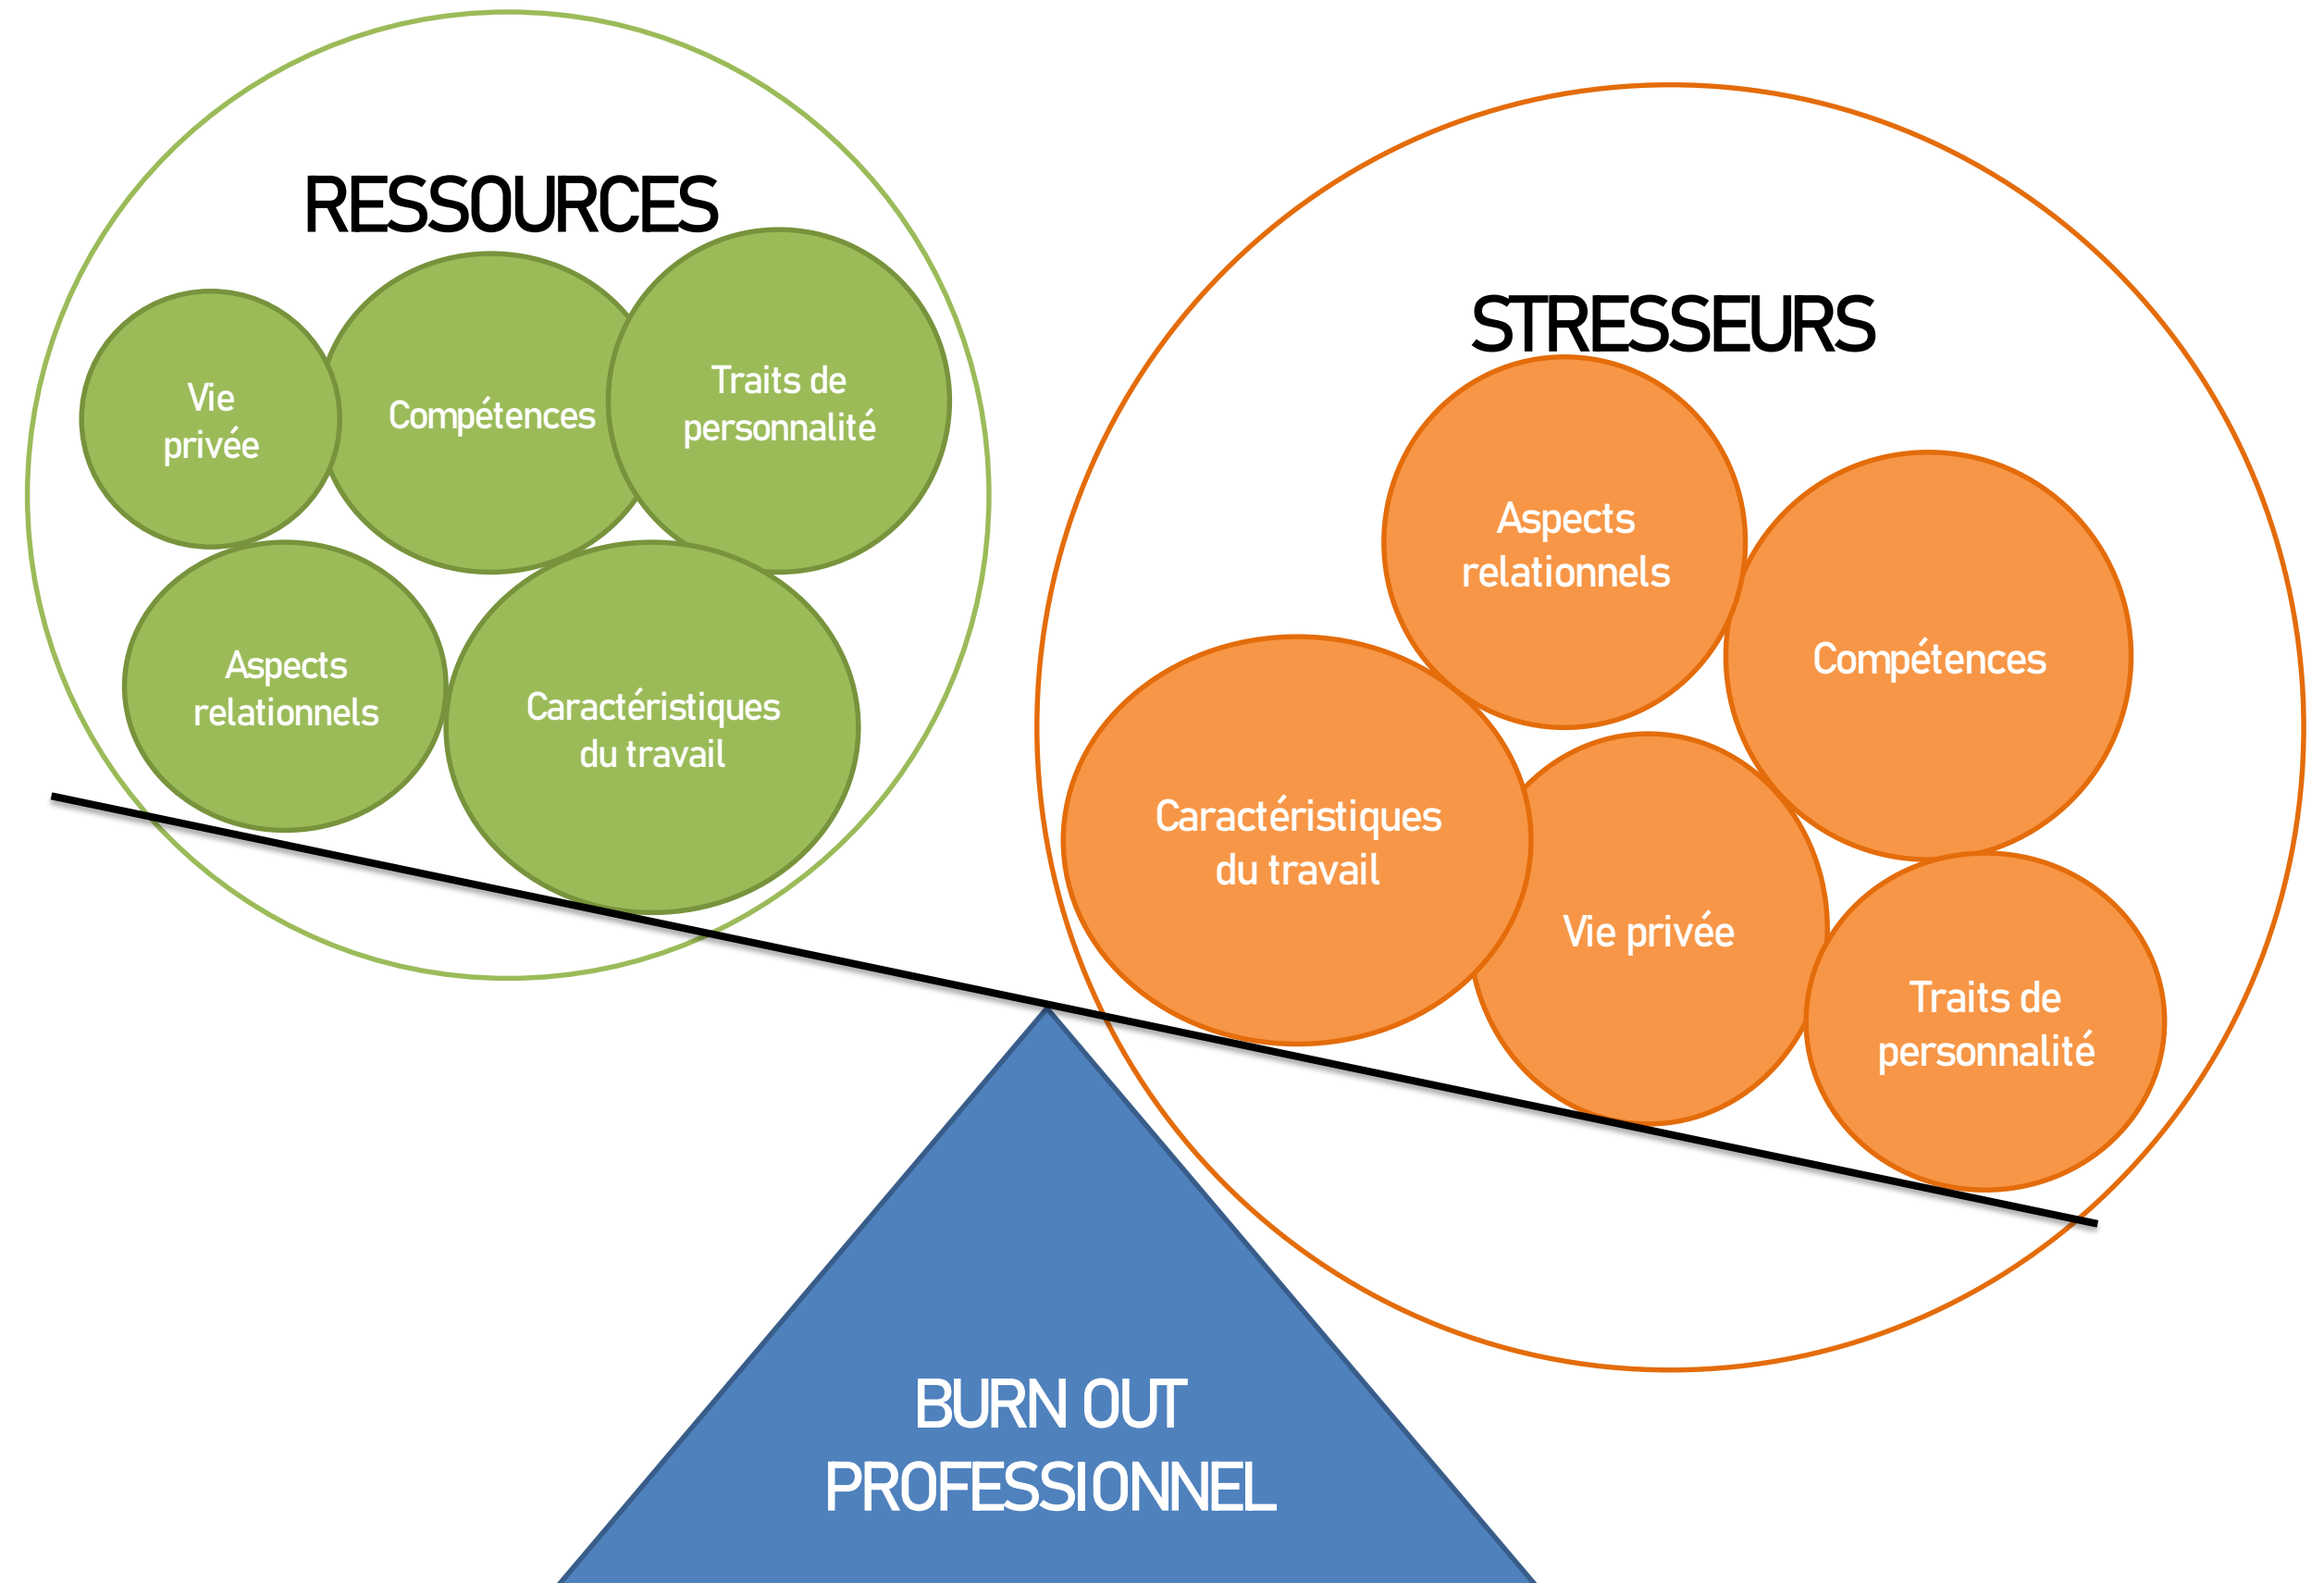 RESSOURCES
Vie
privée
Compétences
Traits de
personnalité
Aspects
relationnels
Caractéristiques
du travail
STRESSEURS
Aspects
relationnels
Compétences
Caractéristiques
du travail
Vie privée
Traits de
personnalité
BURN OUT
PROFESSIONNEL